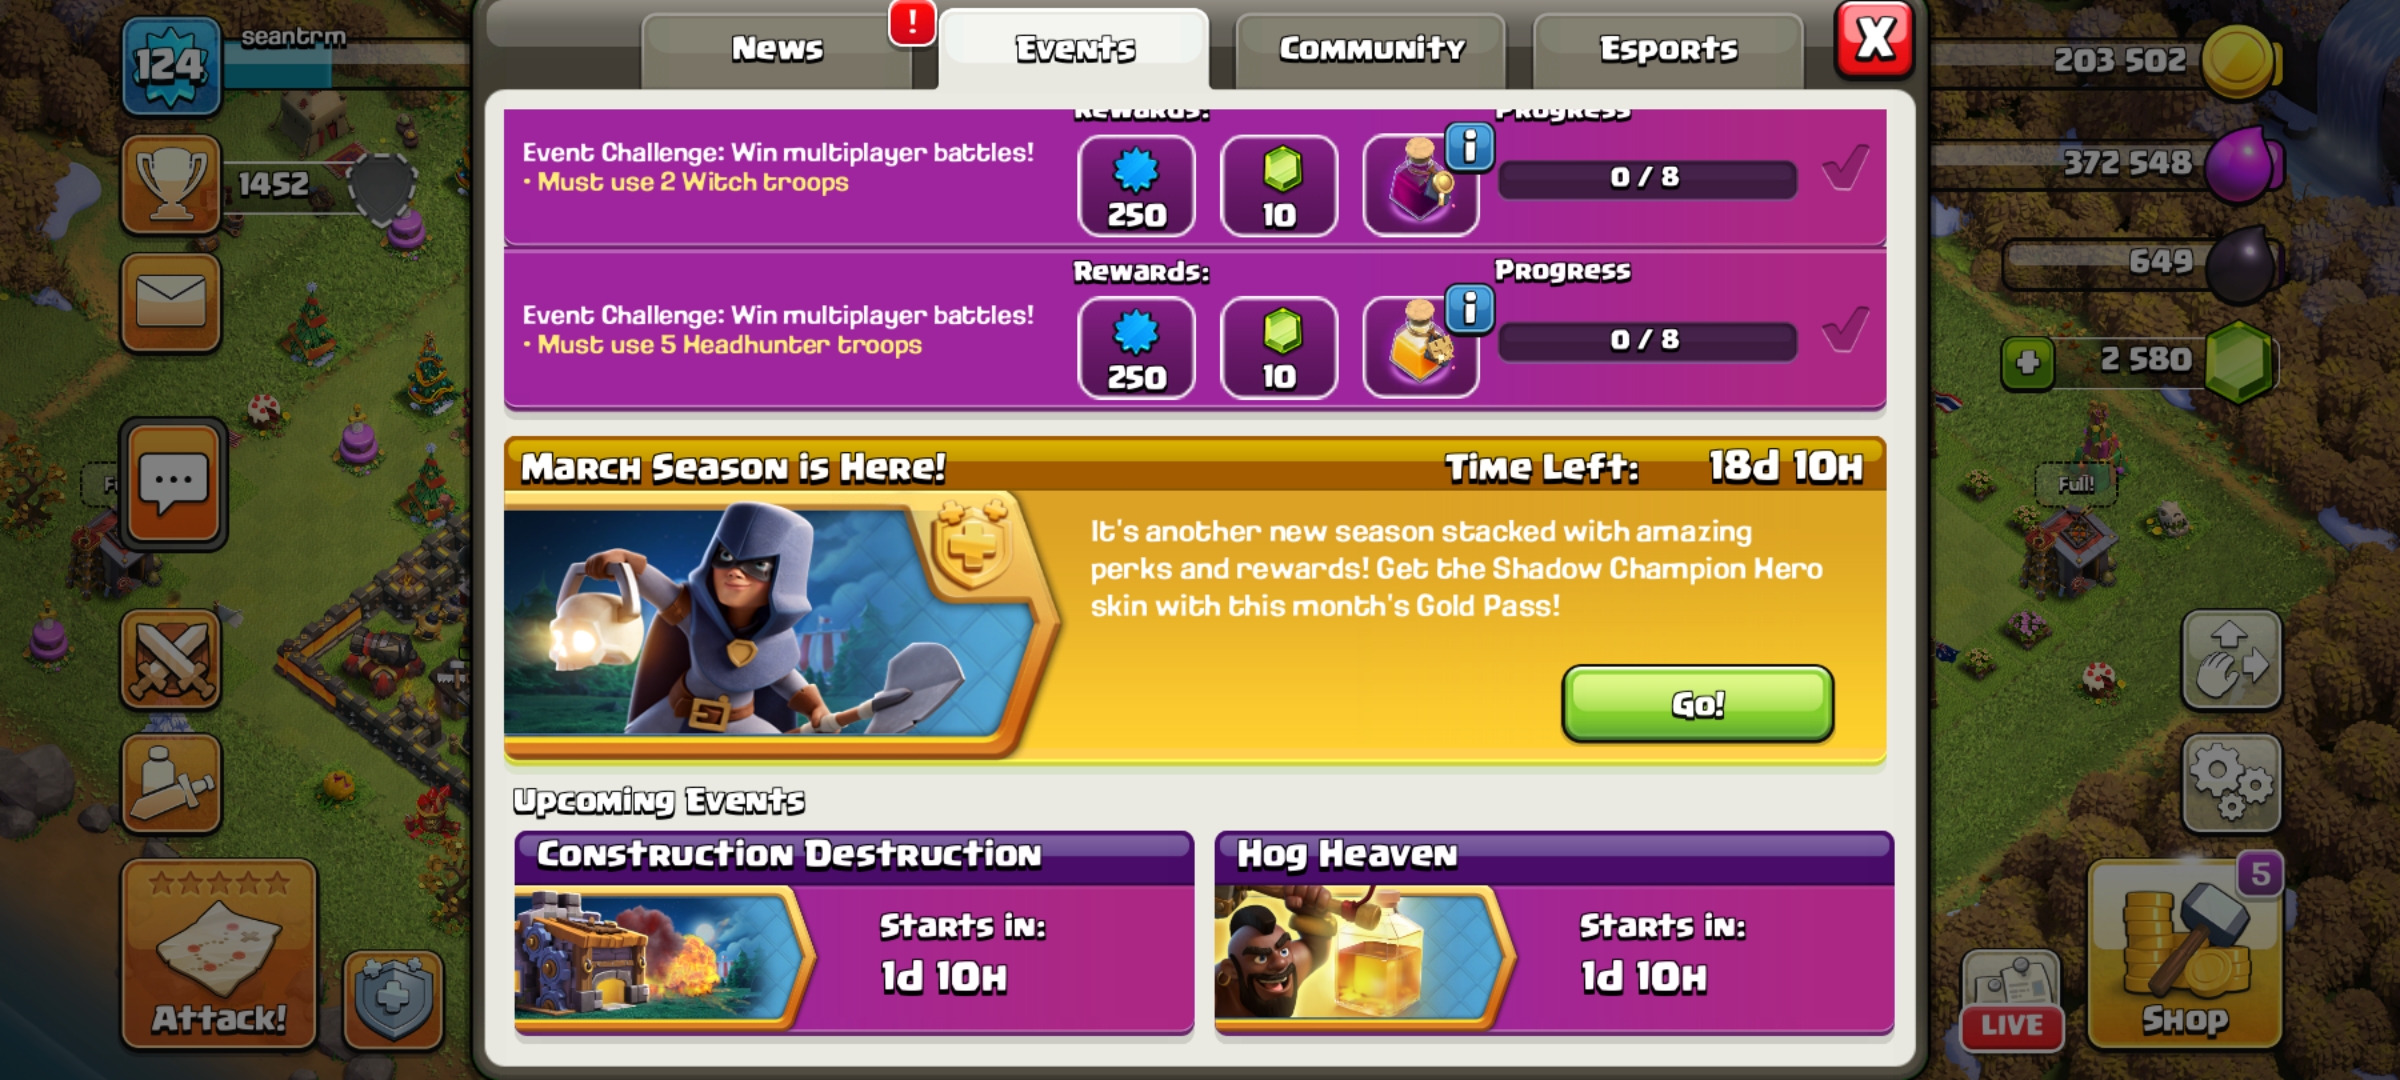 124
seantrm
News
!
Events
Community
Esports
X
203 502
Rewards:
Progress
Event Challenge: Win multiplayer battles!
• Must use 2 Witch troops
250
10
i
0 / 8
1452
372 548
649
Rewards:
Progress
Event Challenge: Win multiplayer battles!
• Must use 5 Headhunter troops
250
10
i
0 / 8
2 580
March Season is Here!
Time Left:
18d 10h
Full!
It's another new season stacked with amazing
perks and rewards! Get the Shadow Champion Hero
skin with this month's Gold Pass!
Go!
Upcoming Events
Construction Destruction
Starts in:
1d 10h
Hog Heaven
Starts in:
1d 10h
Attack!
LIVE
5
Shop